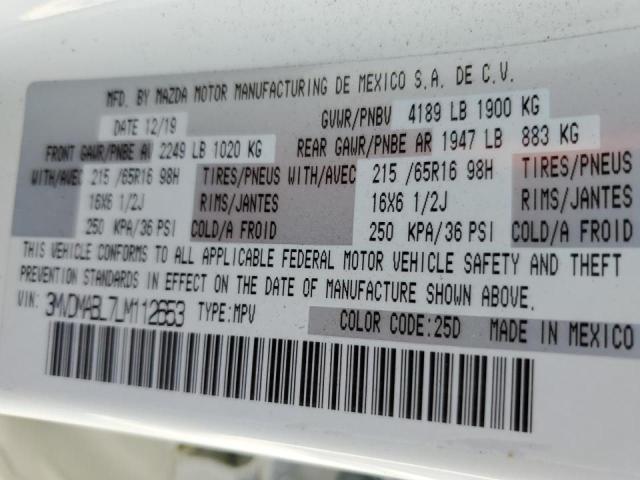 MFD. BY MAZDA MOTOR MANUFACTURING DE MEXICO S.A. DE C.V.
DATE 12/19 GVWR/PNBV 4189 LB 1900 KG
FRONT GAWR/PNBE AV 2249 LB 1020 KG REAR GAWR/PNBE AR 1947 LB 883 KG
WITH/AVEC 215 /65R16 98H TIRES/PNEUS WITH/AVEC 215 /65R16 98H TIRES/PNEUS
16X6 1/2J RIMS/JANTES 16X6 1/2J RIMS/JANTES
250 KPA/36 PSI COLD/A FROID 250 KPA/36 PSI COLD/A FROID
THIS VEHICLE CONFORMS TO ALL APPLICABLE FEDERAL MOTOR VEHICLE SAFETY AND THEFT
PREVENTION STANDARDS IN EFFECT ON THE DATE OF MANUFACTURE SHOWN ABOVE.
VIN: 3MVDMABL7LM112653 TYPE:MPV COLOR CODE:25D MADE IN MEXICO